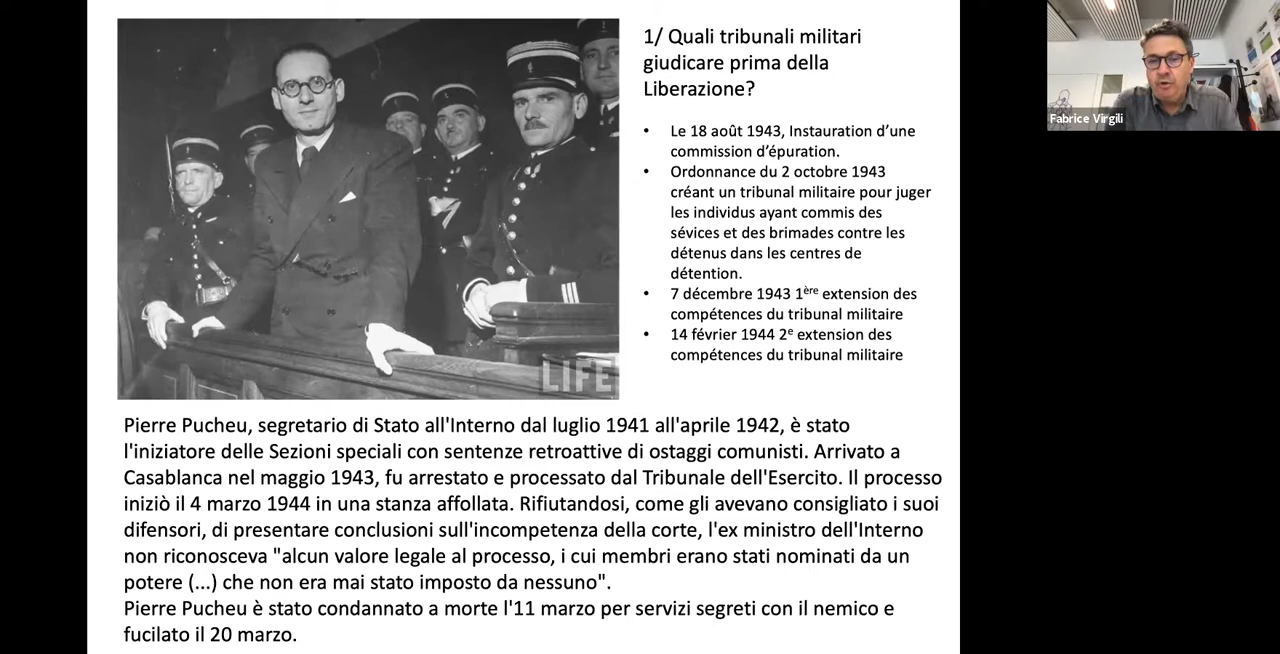 1/ Quali tribunali militari
giudicare prima della
Liberazione?
• Le 18 août 1943, Instauration d’une
commission d’épuration.
• Ordonnance du 2 octobre 1943
créant un tribunal militaire pour juger
les individus ayant commis des
sévices et des brimades contre les
détenus dans les centres de
détention.
• 7 décembre 1943 1ère extension des
compétences du tribunal militaire
• 14 février 1944 2e extension des
compétences du tribunal militaire
LIFE
Pierre Pucheu, segretario di Stato all'Interno dal luglio 1941 all'aprile 1942, è stato
l'iniziatore delle Sezioni speciali con sentenze retroattive di ostaggi comunisti. Arrivato a
Casablanca nel maggio 1943, fu arrestato e processato dal Tribunale dell'Esercito. Il processo
iniziò il 4 marzo 1944 in una stanza affollata. Rifiutandosi, come gli avevano consigliato i suoi
difensori, di presentare conclusioni sull'incompetenza della corte, l'ex ministro dell'Interno
non riconosceva "alcun valore legale al processo, i cui membri erano stati nominati da un
potere (...) che non era mai stato imposto da nessuno".
Pierre Pucheu è stato condannato a morte l'11 marzo per servizi segreti con il nemico e
fucilato il 20 marzo.
Fabrice Virgili